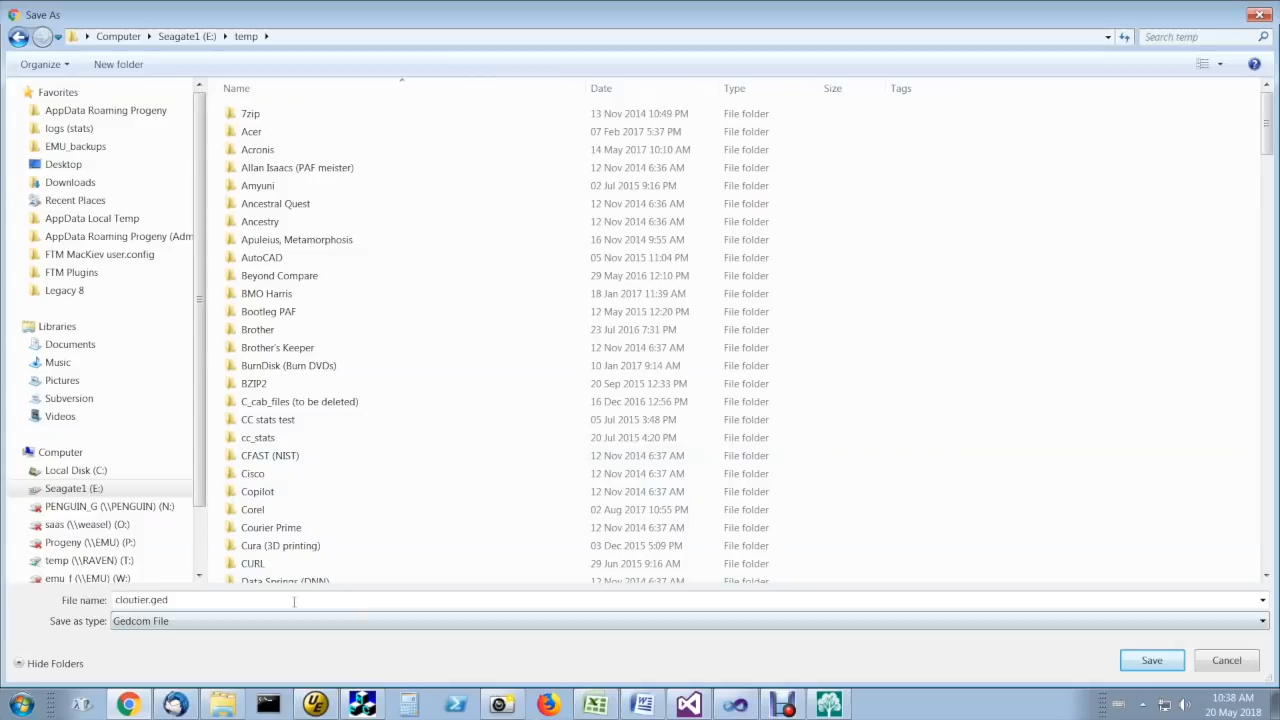 Save As
Computer Seagate1 (E:) temp
Search temp
Organize New folder
Name Date Type Size Tags
Favorites
AppData Roaming Progeny
logs (stats)
EMU_backups
Desktop
Downloads
Recent Places
AppData Local Temp
AppData Roaming Progeny (Adm
FTM MacKiev user.config
FTM Plugins
Legacy 8
Libraries
Documents
Music
Pictures
Subversion
Videos
Computer
Local Disk (C:)
Seagate1 (E:)
PENGUIN_G (\\PENGUIN) (N:)
saas (\\weasel) (O:)
Progeny (\\EMU) (P:)
temp (\\RAVEN) (T:)
emu_f (\\EMU) (W:)
7zip 13 Nov 2014 10:49 PM File folder
Acer 07 Feb 2017 5:37 PM File folder
Acronis 14 May 2017 10:10 AM File folder
Allan Isaacs (PAF meister) 12 Nov 2014 6:36 AM File folder
Amyuni 02 Jul 2015 9:16 PM File folder
Ancestral Quest 12 Nov 2014 6:36 AM File folder
Ancestry 12 Nov 2014 6:36 AM File folder
Apuleius, Metamorphosis 16 Nov 2014 9:55 AM File folder
AutoCAD 05 Nov 2015 11:04 PM File folder
Beyond Compare 29 May 2016 12:10 PM File folder
BMO Harris 18 Jan 2017 11:39 AM File folder
Bootleg PAF 12 May 2015 12:20 PM File folder
Brother 23 Jul 2016 7:31 PM File folder
Brother's Keeper 12 Nov 2014 6:37 AM File folder
BurnDisk (Burn DVDs) 10 Jan 2017 9:14 AM File folder
BZIP2 20 Sep 2015 12:33 PM File folder
C_cab_files (to be deleted) 16 Dec 2016 12:56 PM File folder
CC stats test 05 Jul 2015 3:48 PM File folder
cc_stats 20 Jul 2015 4:20 PM File folder
CFAST (NIST) 12 Nov 2014 6:37 AM File folder
Cisco 12 Nov 2014 6:37 AM File folder
Copilot 12 Nov 2014 6:37 AM File folder
Corel 02 Aug 2017 10:55 PM File folder
Courier Prime 12 Nov 2014 6:37 AM File folder
Cura (3D printing) 03 Dec 2015 5:09 PM File folder
CURL 29 Jun 2015 9:16 AM File folder
Data Springs (DNN) 12 Nov 2014 6:37 AM File folder
File name: cloutier.ged
Save as type: Gedcom File
Hide Folders
Save Cancel
10:38 AM
20 May 2018